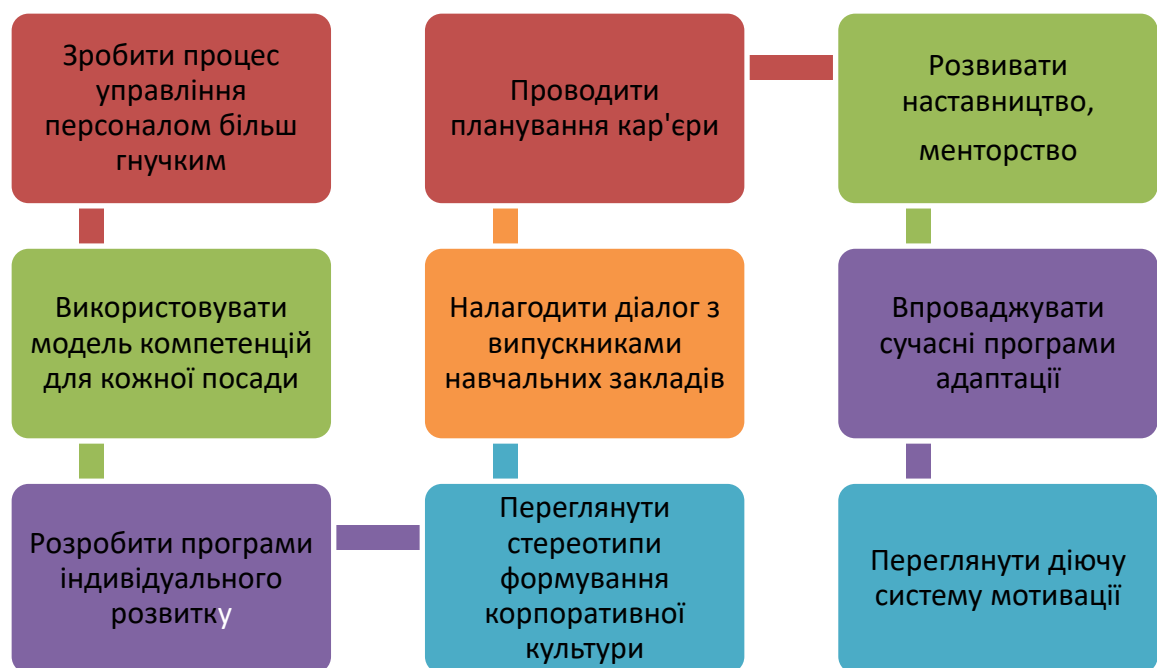 Зробити процес
управління
персоналом більш
гнучким
Використовувати
модель компетенцій
для кожної посади
Розробити програми
індивідуального
розвитку
Переглянути
стереотипи
формування
корпоративної
культури
Налагодити діалог з
випускниками
навчальних закладів
Проводити
планування кар'єри
Розвивати
наставництво,
менторство
Впроваджувати
сучасні програми
адаптації
Переглянути діючу
систему мотивації